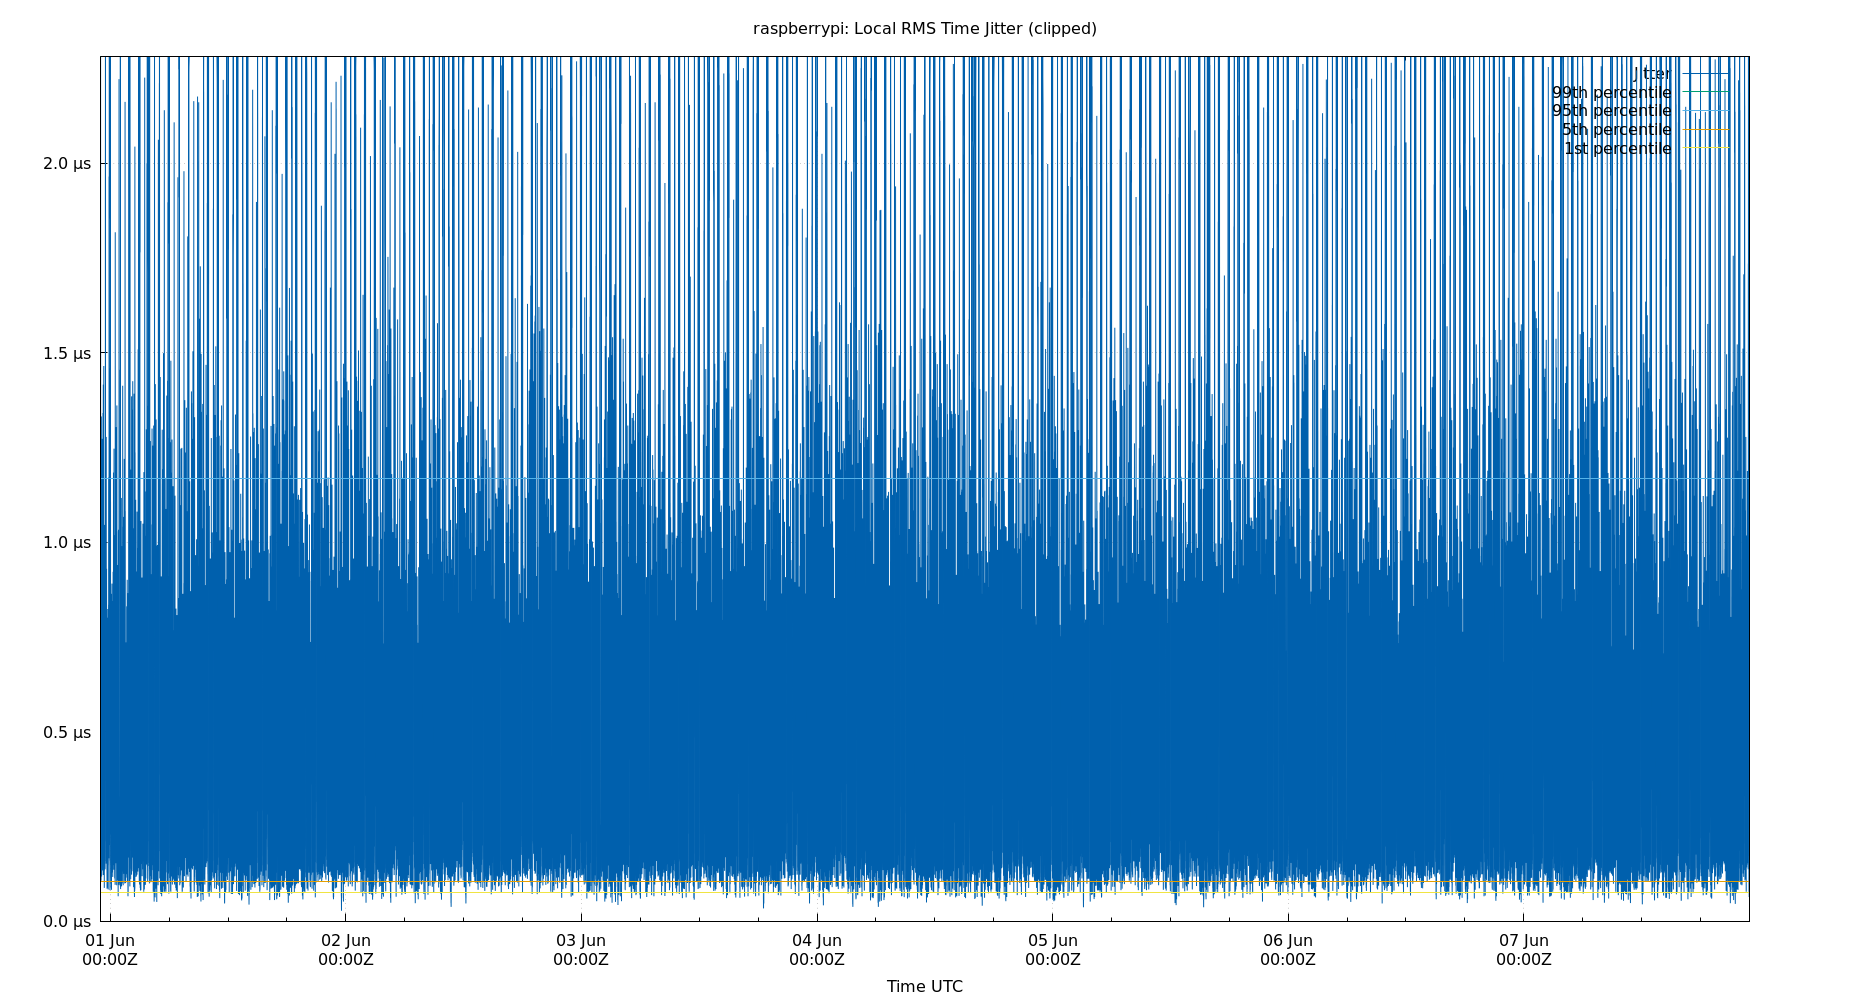 raspberrypi: Local RMS Time Jitter (clipped)
Jitter
99th percentile
95th percentile
5th percentile
1st percentile
2.0 μs
1.5 μs
1.0 μs
0.5 μs
0.0 μs
01 Jun 02 Jun 03 Jun 04 Jun 05 Jun 06 Jun 07 Jun
00:00Z 00:00Z 00:00Z 00:00Z 00:00Z 00:00Z 00:00Z
Time UTC